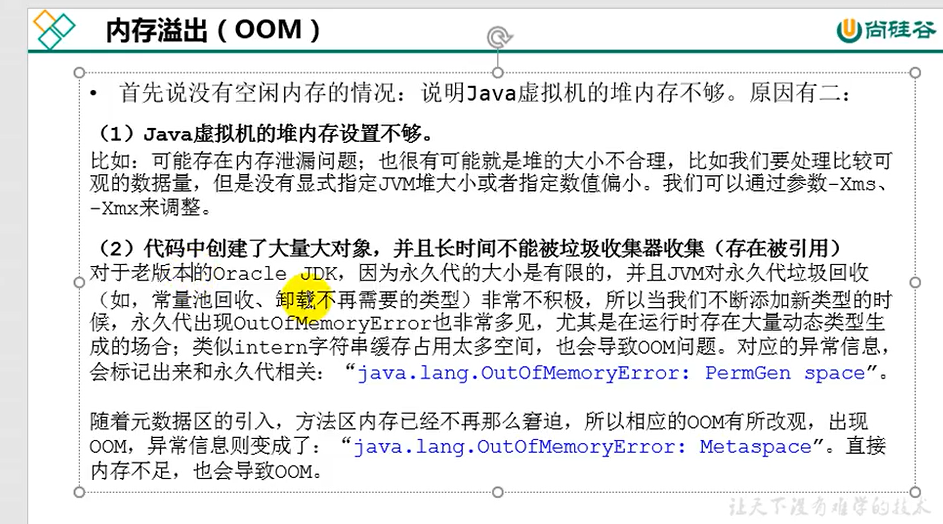 内存溢出（OOM）
尚硅谷
• 首先说没有空闲内存的情况：说明Java虚拟机的堆内存不够。原因有二：
（1）Java虚拟机的堆内存设置不够。
比如：可能存在内存泄漏问题；也很有可能就是堆的大小不合理，比如我们要处理比较可
观的数据量，但是没有显式指定JVM堆大小或者指定数值偏小。我们可以通过参数-Xms、
-Xmx来调整。
（2）代码中创建了大量大对象，并且长时间不能被垃圾收集器收集（存在被引用）
对于老版本的Oracle JDK，因为永久代的大小是有限的，并且JVM对永久代垃圾回收
（如，常量池回收、卸载不再需要的类型）非常不积极，所以当我们不断添加新类型的时
候，永久代出现OutOfMemoryError也非常多见，尤其是在运行时存在大量动态类型生
成的场合；类似intern字符串缓存占用太多空间，也会导致OOM问题。对应的异常信息，
会标记出来和永久代相关：“java.lang.OutOfMemoryError: PermGen space”。
随着元数据区的引入，方法区内存已经不再那么窘迫，所以相应的OOM有所改观，出现
OOM，异常信息则变成了：“java.lang.OutOfMemoryError: Metaspace”。直接
内存不足，也会导致OOM。
让天下没有难学的技术